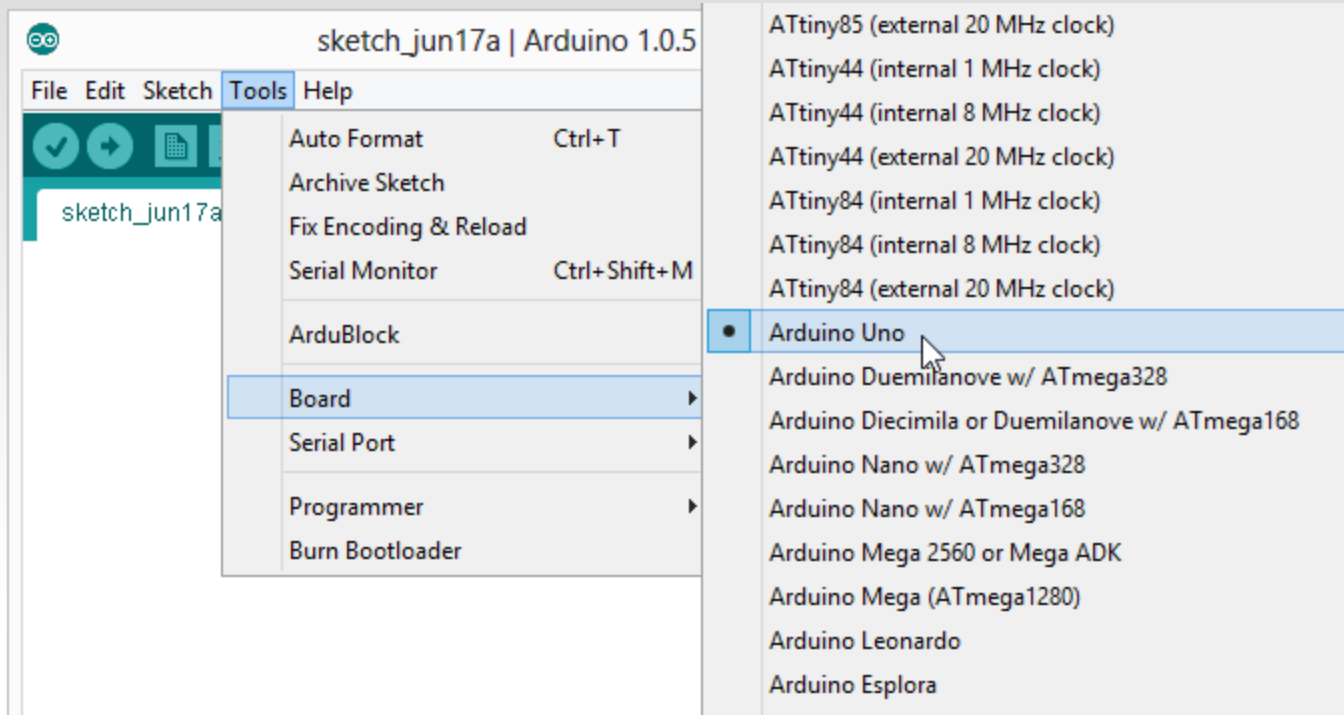 sketch_jun17a | Arduino 1.0.5
File Edit Sketch Tools Help
sketch_jun17a
Auto Format Ctrl+T
Archive Sketch
Fix Encoding & Reload
Serial Monitor Ctrl+Shift+M
ArduBlock
Board
Serial Port
Programmer
Burn Bootloader
ATtiny85 (external 20 MHz clock)
ATtiny44 (internal 1 MHz clock)
ATtiny44 (internal 8 MHz clock)
ATtiny44 (external 20 MHz clock)
ATtiny84 (internal 1 MHz clock)
ATtiny84 (internal 8 MHz clock)
ATtiny84 (external 20 MHz clock)
Arduino Uno
Arduino Duemilanove w/ ATmega328
Arduino Diecimila or Duemilanove w/ ATmega168
Arduino Nano w/ ATmega328
Arduino Nano w/ ATmega168
Arduino Mega 2560 or Mega ADK
Arduino Mega (ATmega1280)
Arduino Leonardo
Arduino Esplora